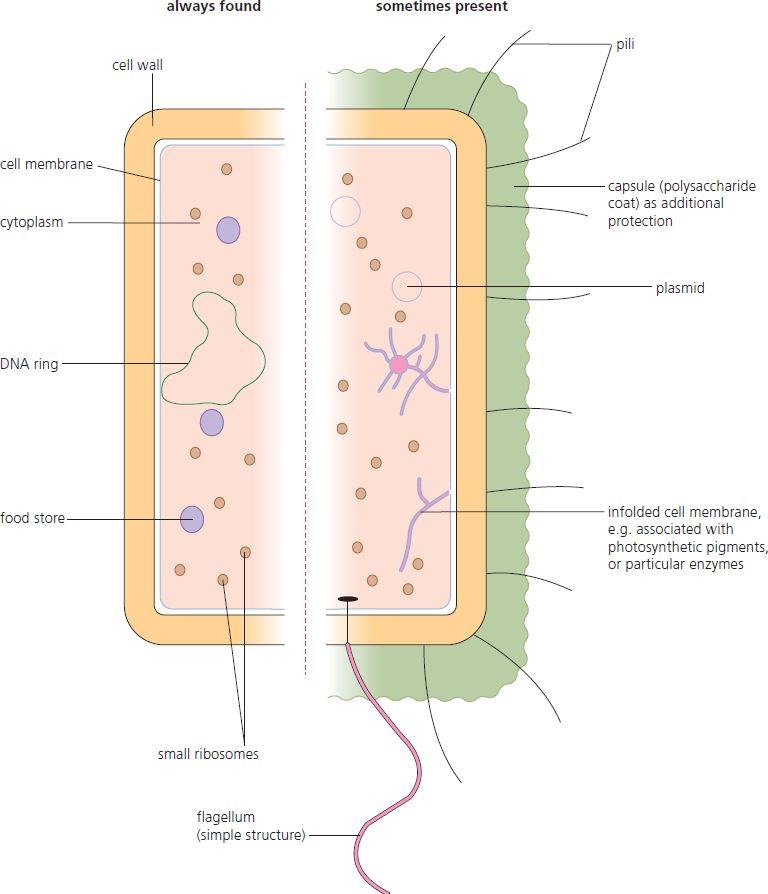 always found
sometimes present
pili
cell wall
cell membrane
capsule (polysaccharide
coat) as additional
protection
cytoplasm
plasmid
DNA ring
food store
infolded cell membrane,
e.g. associated with
photosynthetic pigments,
or particular enzymes
small ribosomes
flagellum
(simple structure)